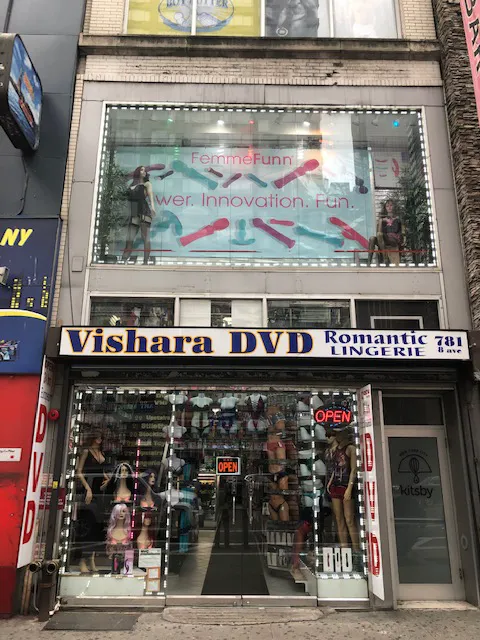 FemmeFunn
wer. Innovation. Fun.
NY
Vishara DVD
Romantic
LINGERIE
781
8 ave
OPEN
OPEN
DVD
DVD
DVD
kitsby